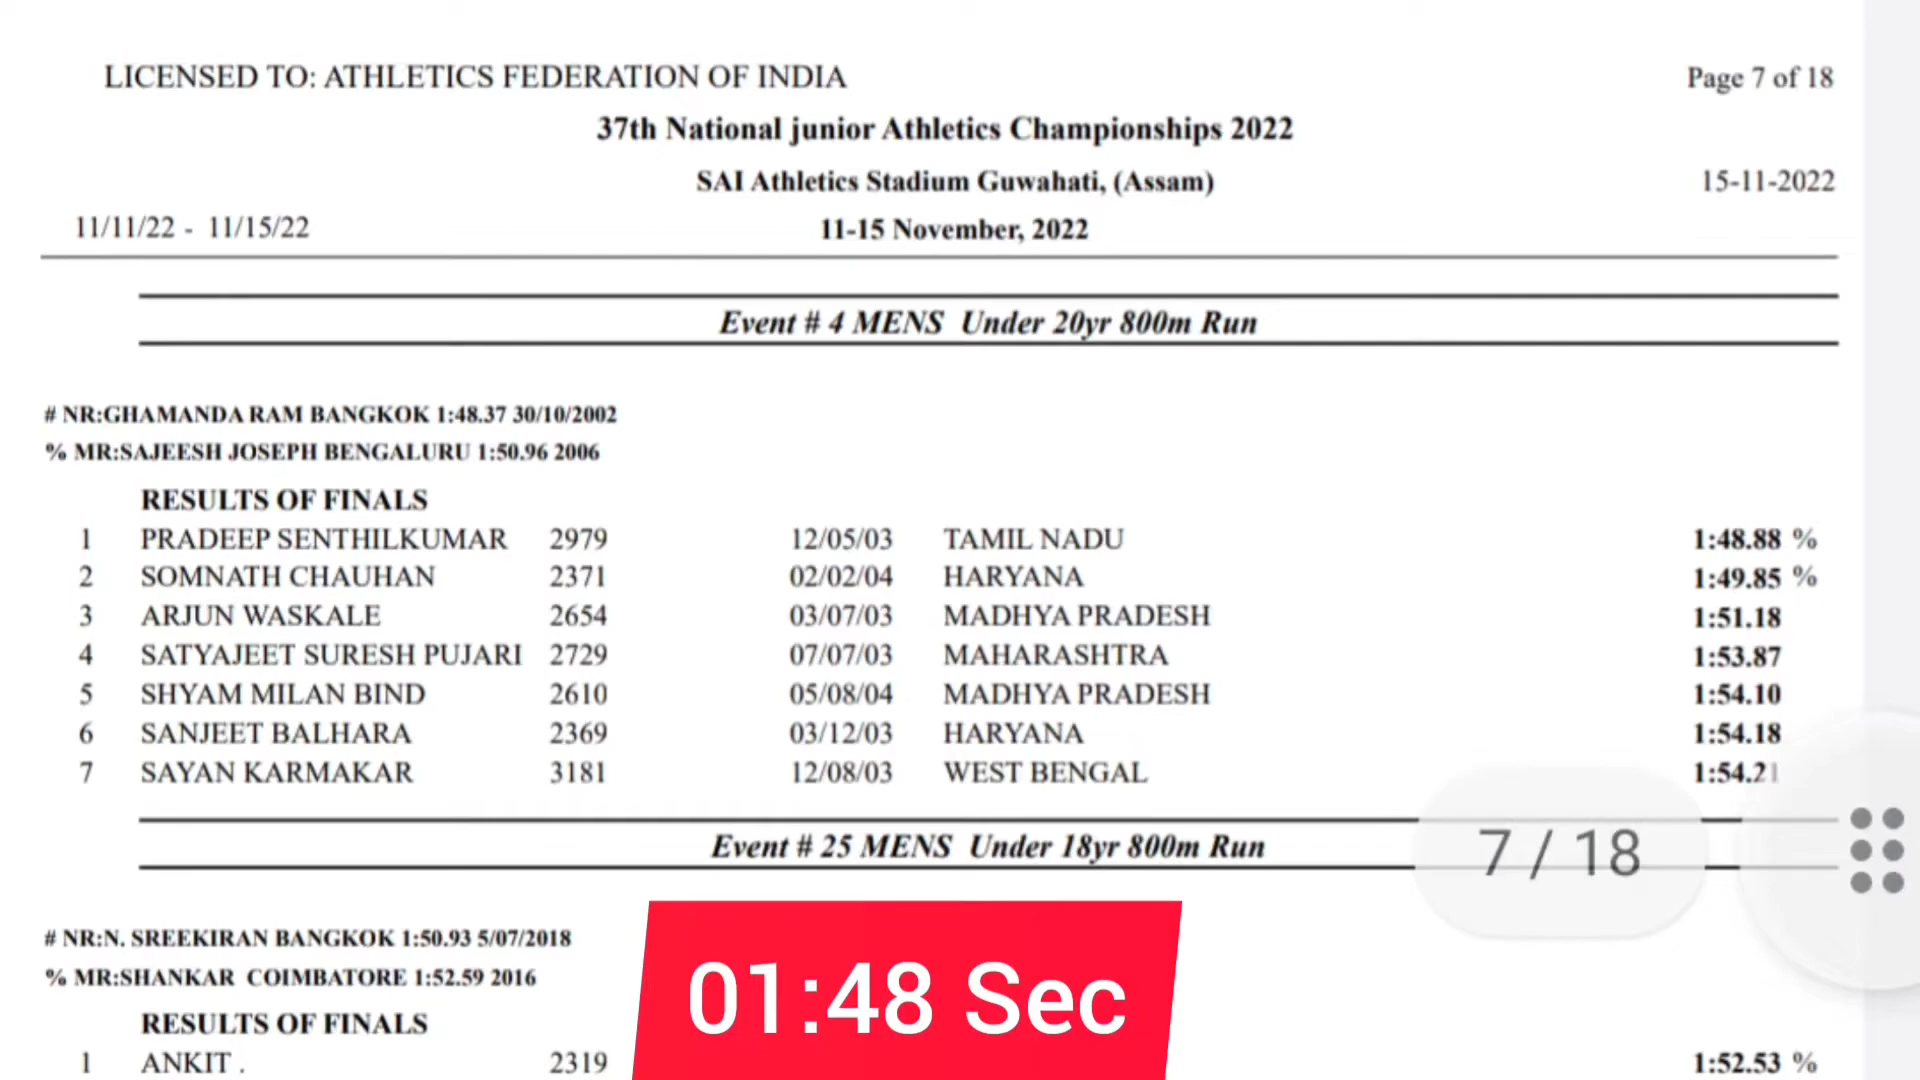 LICENSED TO: ATHLETICS FEDERATION OF INDIA Page 7 of 18
37th National junior Athletics Championships 2022
SAI Athletics Stadium Guwahati, (Assam) 15-11-2022
11/11/22 - 11/15/22 11-15 November, 2022
Event # 4 MENS Under 20yr 800m Run
# NR:GHAMANDA RAM BANGKOK 1:48.37 30/10/2002
% MR:SAJEESH JOSEPH BENGALURU 1:50.96 2006
RESULTS OF FINALS
1 PRADEEP SENTHILKUMAR 2979 12/05/03 TAMIL NADU 1:48.88 %
2 SOMNATH CHAUHAN 2371 02/02/04 HARYANA 1:49.85 %
3 ARJUN WASKALE 2654 03/07/03 MADHYA PRADESH 1:51.18
4 SATYAJEET SURESH PUJARI 2729 07/07/03 MAHARASHTRA 1:53.87
5 SHYAM MILAN BIND 2610 05/08/04 MADHYA PRADESH 1:54.10
6 SANJEET BALHARA 2369 03/12/03 HARYANA 1:54.18
7 SAYAN KARMAKAR 3181 12/08/03 WEST BENGAL 1:54.21
Event # 25 MENS Under 18yr 800m Run
7 / 18
# NR:N. SREEKIRAN BANGKOK 1:50.93 5/07/2018
% MR:SHANKAR COIMBATORE 1:52.59 2016
RESULTS OF FINALS
1 ANKIT . 2319 1:52.53 %
01:48 Sec